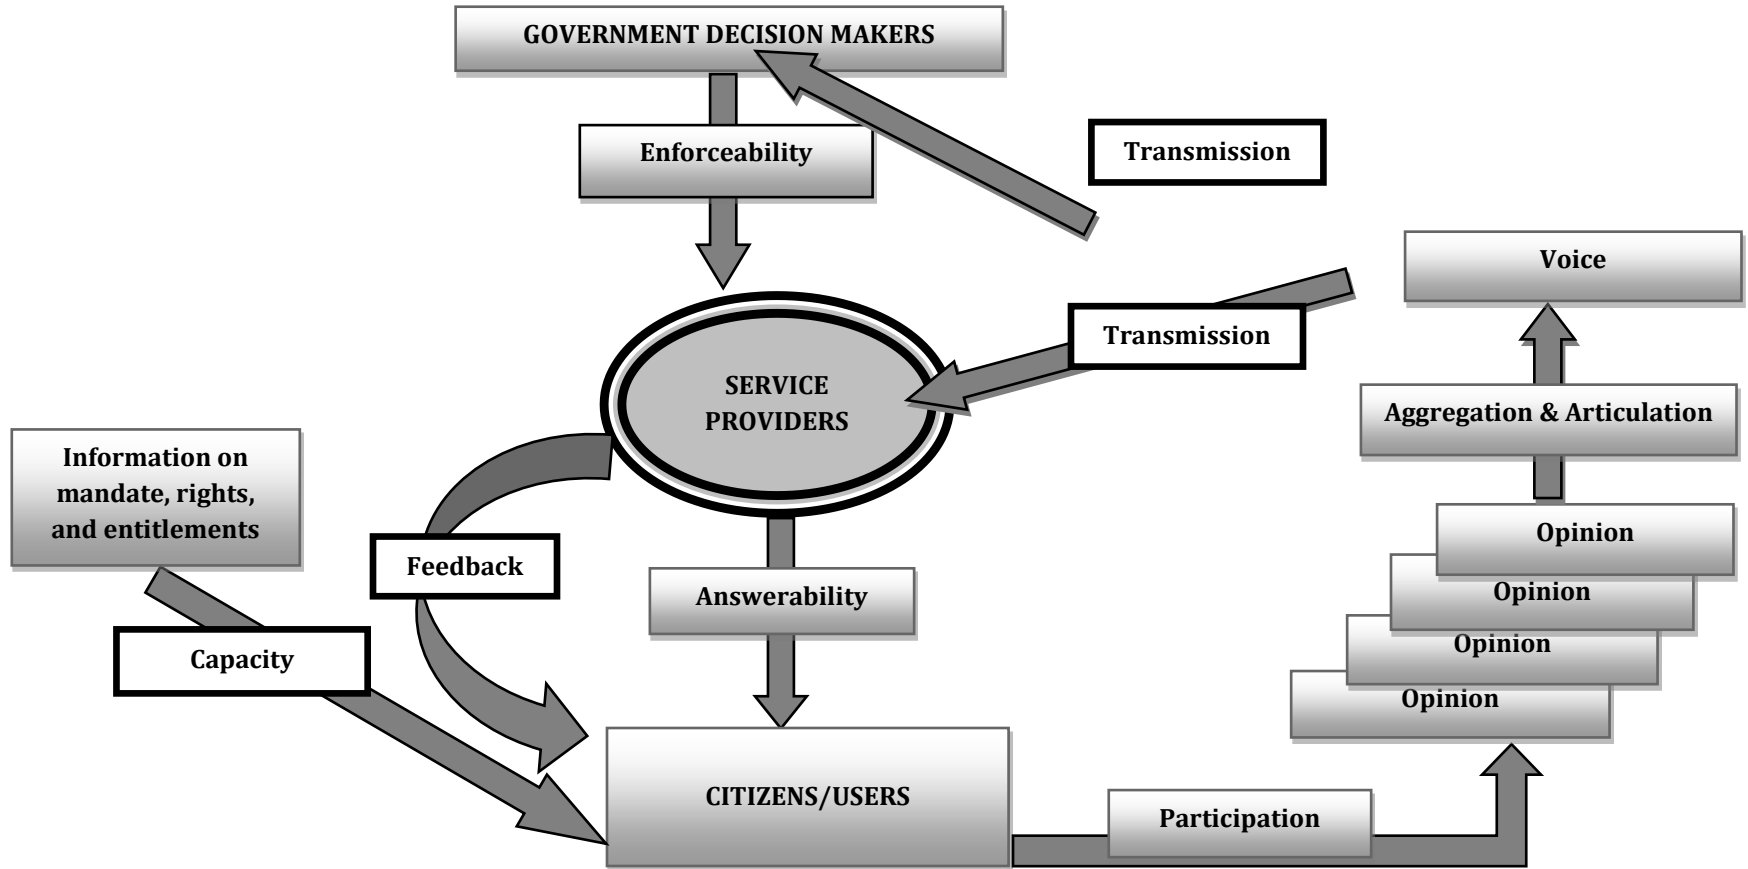 GOVERNMENT DECISION MAKERS
Enforceability
Transmission
Voice
Transmission
SERVICE
PROVIDERS
Aggregation & Articulation
Information on
mandate, rights,
and entitlements
Opinion
Feedback
Answerability
Opinion
Opinion
Capacity
Opinion
CITIZENS/USERS
Participation